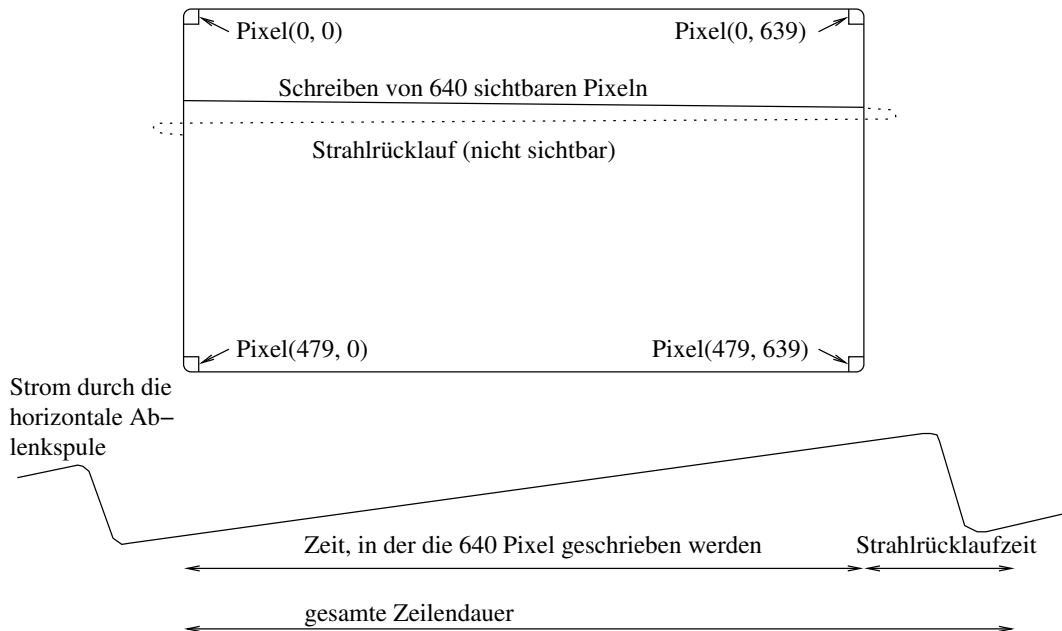 Pixel(0, 0)
Pixel(0, 639)
Schreiben von 640 sichtbaren Pixeln
Strahlrücklauf (nicht sichtbar)
Pixel(479, 0)
Pixel(479, 639)
Strom durch die
horizontale Ab−
lenkspule
Zeit, in der die 640 Pixel geschrieben werden
Strahlrücklaufzeit
gesamte Zeilendauer